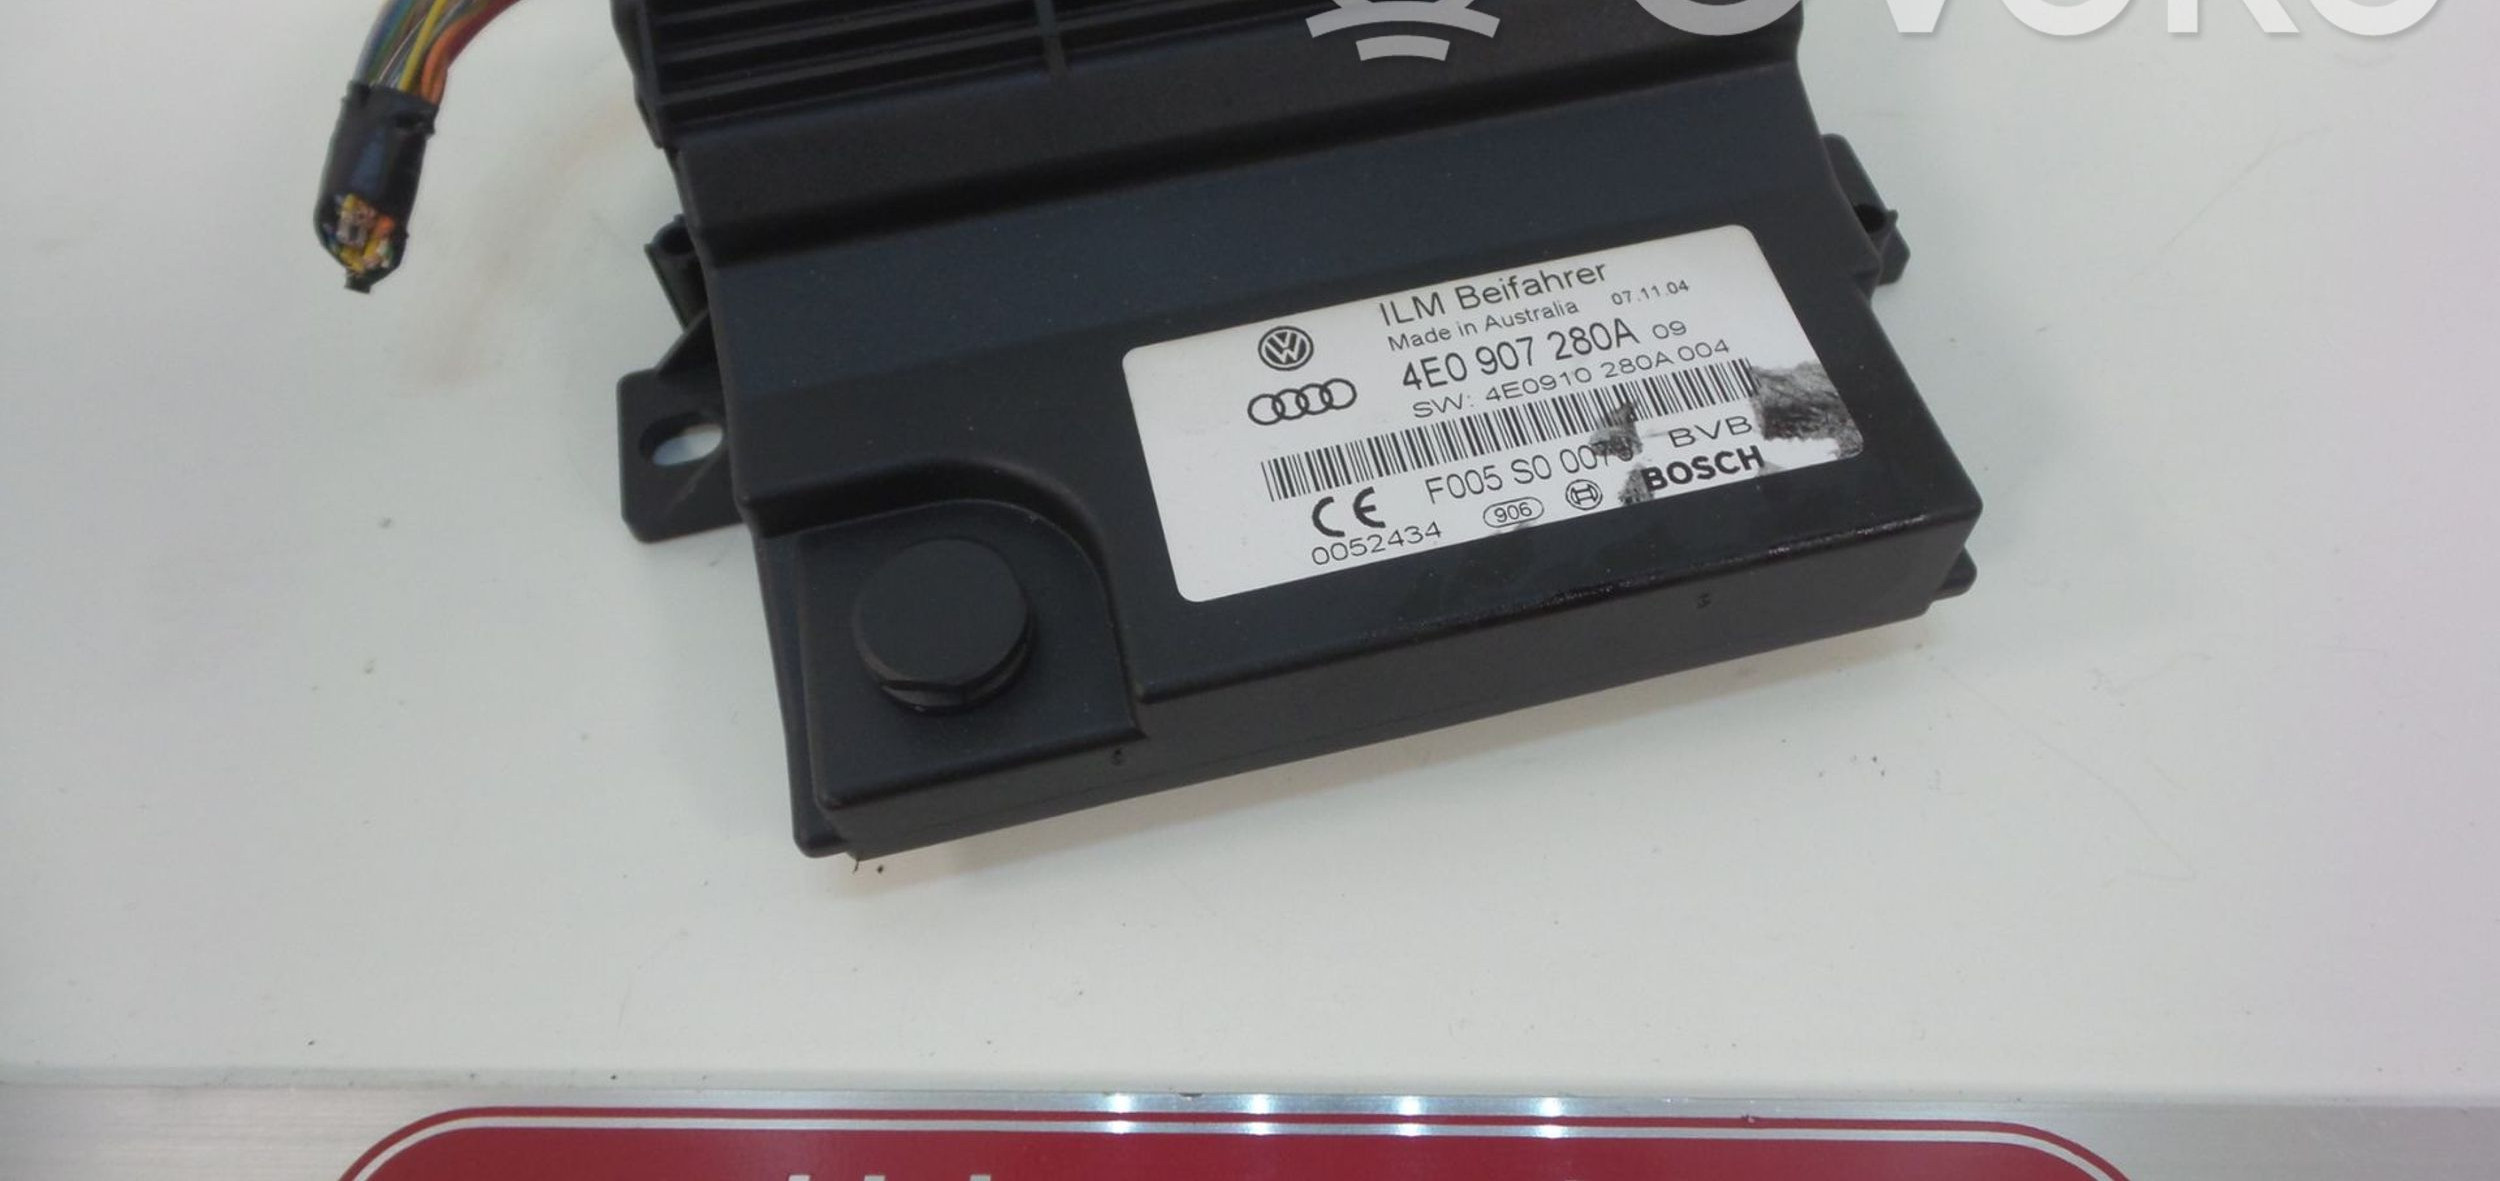 ILM Beifahrer
Made in Australia 07.11.04
4E0 907 280A 09
SW: 4E0910 280A 004
BVB
F005 S0 007
BOSCH
CE
906
0052434